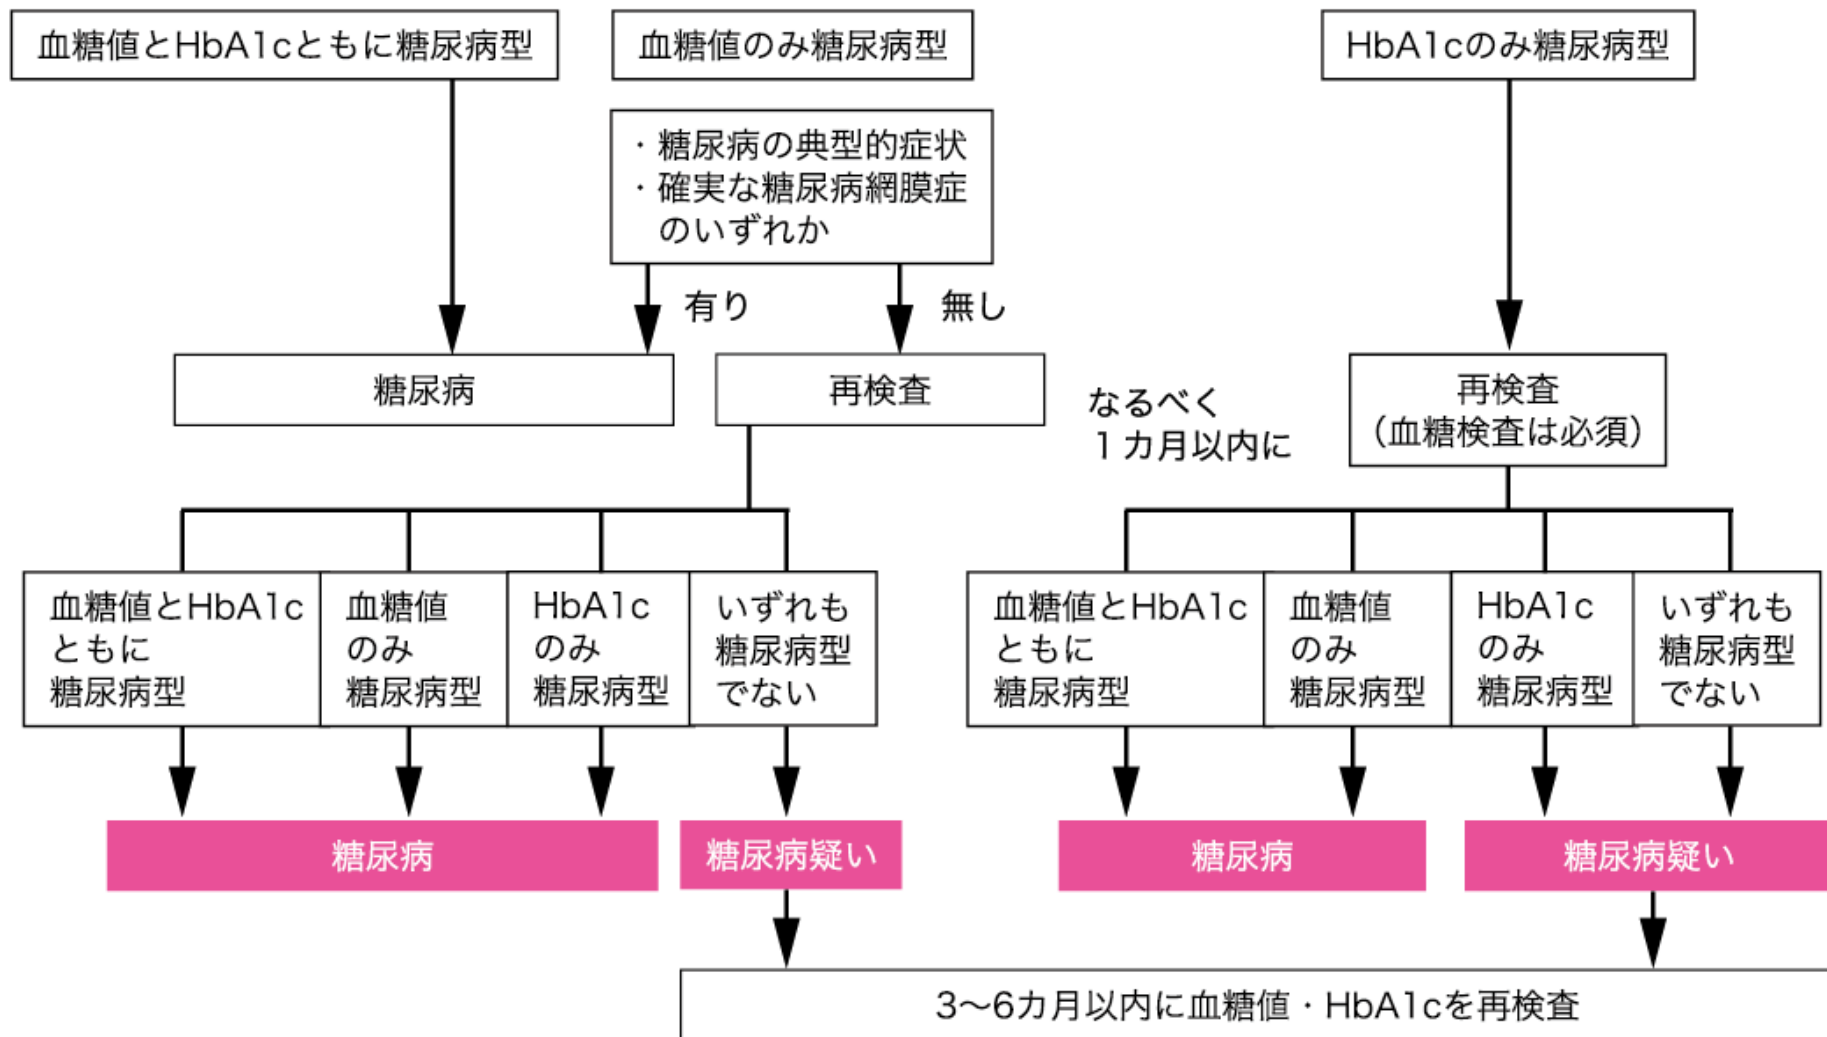 血糖値とHbA1cともに糖尿病型
血糖値のみ糖尿病型
HbA1cのみ糖尿病型
・糖尿病の典型的症状
・確実な糖尿病網膜症
のいずれか
有り
無し
糖尿病
再検査
なるべく
1カ月以内に
再検査
（血糖検査は必須）
血糖値とHbA1c
ともに
糖尿病型
血糖値
のみ
糖尿病型
HbA1c
のみ
糖尿病型
いずれも
糖尿病型
でない
血糖値とHbA1c
ともに
糖尿病型
血糖値
のみ
糖尿病型
HbA1c
のみ
糖尿病型
いずれも
糖尿病型
でない
糖尿病
糖尿病疑い
糖尿病
糖尿病疑い
3〜6カ月以内に血糖値・HbA1cを再検査